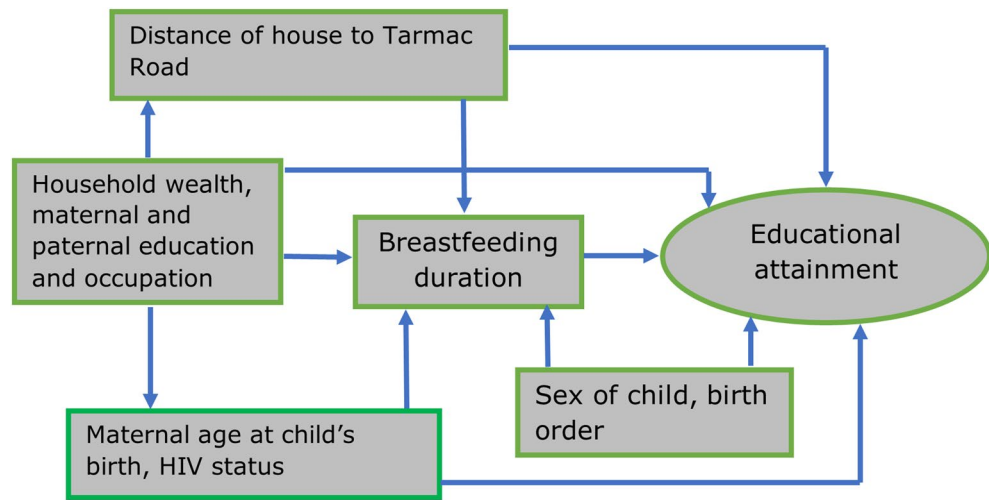 Distance of house to Tarmac
Road
Household wealth,
maternal and
paternal education
and occupation
Breastfeeding
duration
Educational
attainment
Sex of child, birth
order
Maternal age at child’s
birth, HIV status